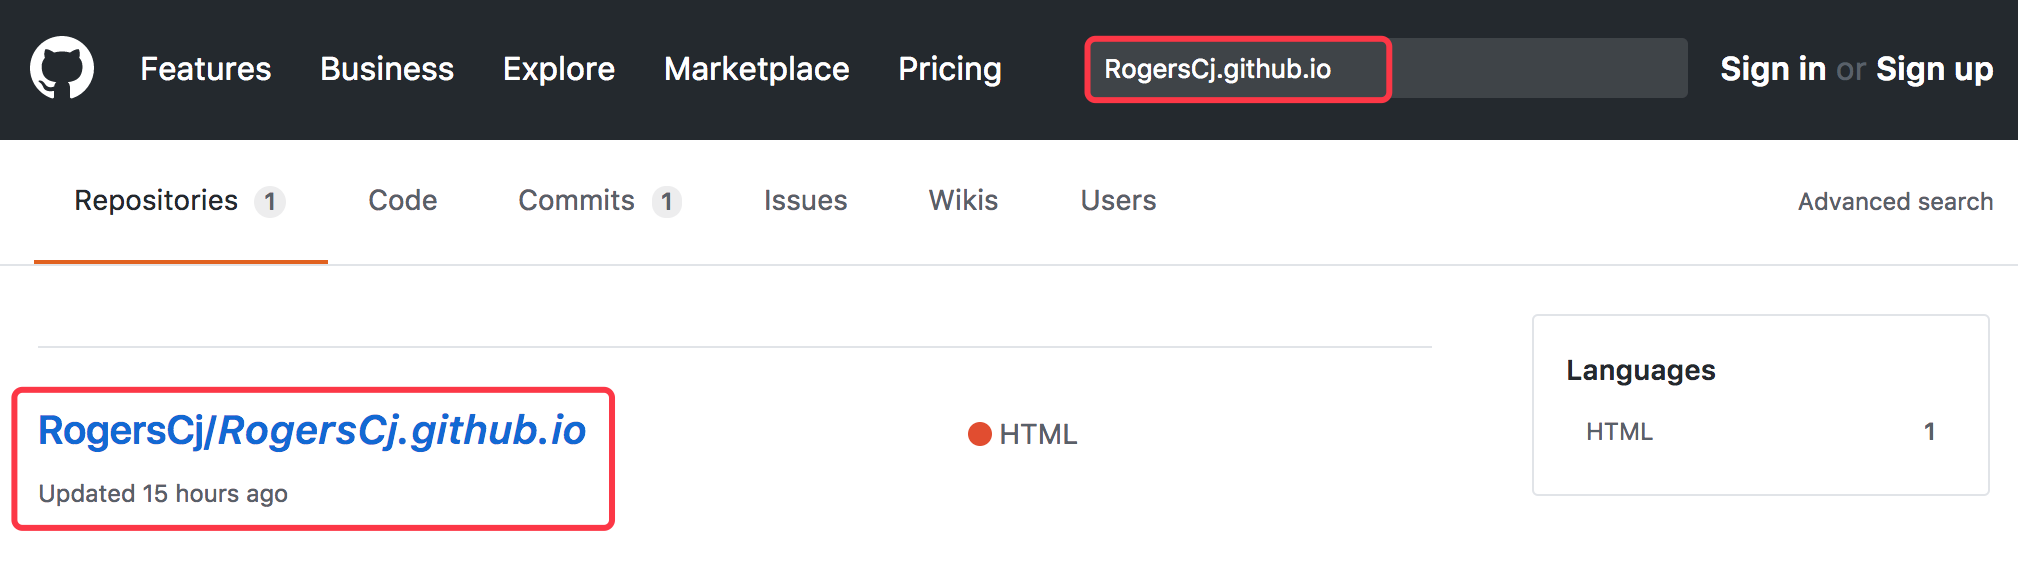 Features Business Explore Marketplace Pricing RogersCj.github.io Sign in or Sign up
Repositories 1 Code Commits 1 Issues Wikis Users Advanced search
RogersCj/RogersCj.github.io
Updated 15 hours ago
HTML
Languages
HTML 1